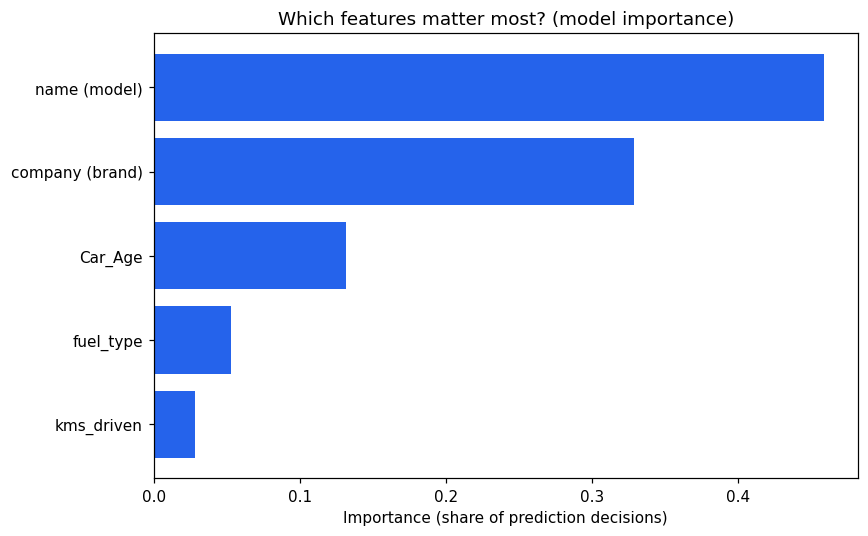 Which features matter most? (model importance)
name (model)
company (brand)
Car_Age
fuel_type
kms_driven
0.0 0.1 0.2 0.3 0.4
Importance (share of prediction decisions)